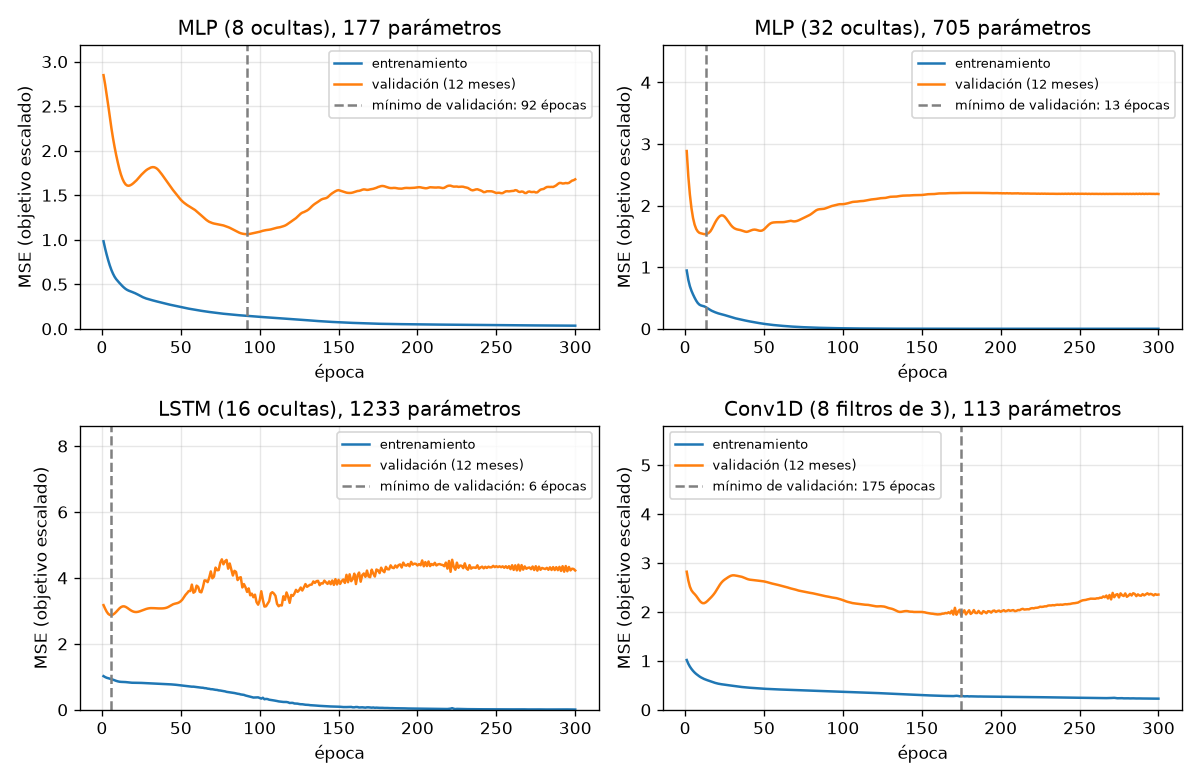 MLP (8 ocultas), 177 parámetros
MSE (objetivo escalado)
3.0
2.5
2.0
1.5
1.0
0.5
0.0
entrenamiento
validación (12 meses)
mínimo de validación: 92 épocas
0 50 100 150 200 250 300
época
MLP (32 ocultas), 705 parámetros
MSE (objetivo escalado)
4
3
2
1
0
entrenamiento
validación (12 meses)
mínimo de validación: 13 épocas
0 50 100 150 200 250 300
época
LSTM (16 ocultas), 1233 parámetros
MSE (objetivo escalado)
8
6
4
2
0
entrenamiento
validación (12 meses)
mínimo de validación: 6 épocas
0 50 100 150 200 250 300
época
Conv1D (8 filtros de 3), 113 parámetros
MSE (objetivo escalado)
5
4
3
2
1
0
entrenamiento
validación (12 meses)
mínimo de validación: 175 épocas
0 50 100 150 200 250 300
época